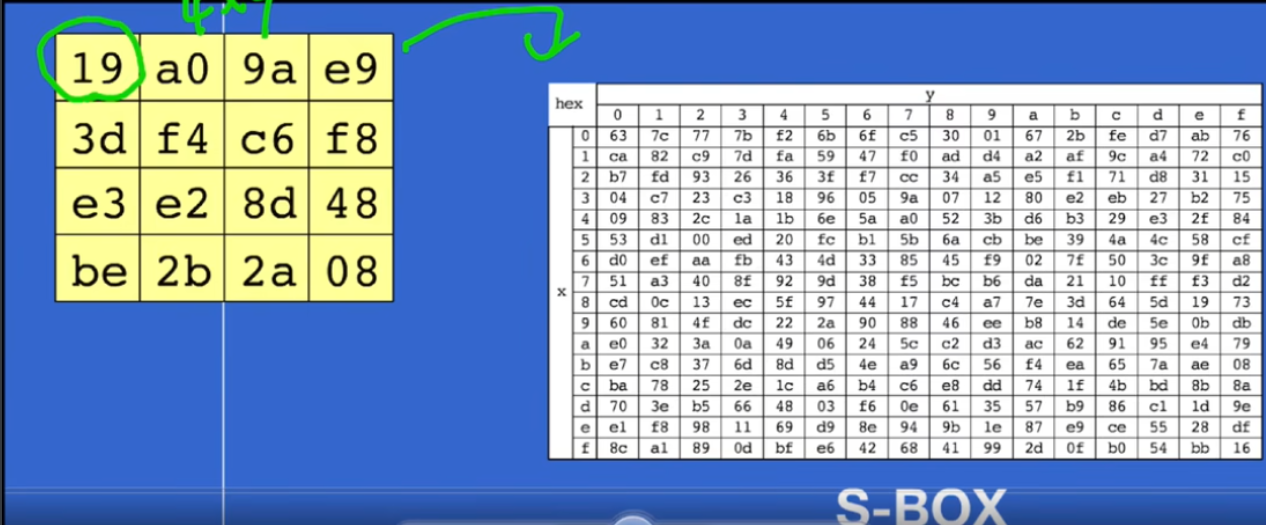 4x4
19 a0 9a e9
3d f4 c6 f8
e3 e2 8d 48
be 2b 2a 08
hex y
0 1 2 3 4 5 6 7 8 9 a b c d e f
0 63 7c 77 7b f2 6b 6f c5 30 01 67 2b fe d7 ab 76
1 ca 82 c9 7d fa 59 47 f0 ad d4 a2 af 9c a4 72 c0
2 b7 fd 93 26 36 3f f7 cc 34 a5 e5 f1 71 d8 31 15
3 04 c7 23 c3 18 96 05 9a 07 12 80 e2 eb 27 b2 75
4 09 83 2c 1a 1b 6e 5a a0 52 3b d6 b3 29 e3 2f 84
5 53 d1 00 ed 20 fc b1 5b 6a cb be 39 4a 4c 58 cf
6 d0 ef aa fb 43 4d 33 85 45 f9 02 7f 50 3c 9f a8
x 7 51 a3 40 8f 92 9d 38 f5 bc b6 da 21 10 ff f3 d2
8 cd 0c 13 ec 5f 97 44 17 c4 a7 7e 3d 64 5d 19 73
9 60 81 4f dc 22 2a 90 88 46 ee b8 14 de 5e 0b db
a e0 32 3a 0a 49 06 24 5c c2 d3 ac 62 91 95 e4 79
b e7 c8 37 6d 8d d5 4e a9 6c 56 f4 ea 65 7a ae 08
c ba 78 25 2e 1c a6 b4 c6 e8 dd 74 1f 4b bd 8b 8a
d 70 3e b5 66 48 03 f6 0e 61 35 57 b9 86 c1 1d 9e
e e1 f8 98 11 69 d9 8e 94 9b 1e 87 e9 ce 55 28 df
f 8c a1 89 0d bf e6 42 68 41 99 2d 0f b0 54 bb 16
S-BOX